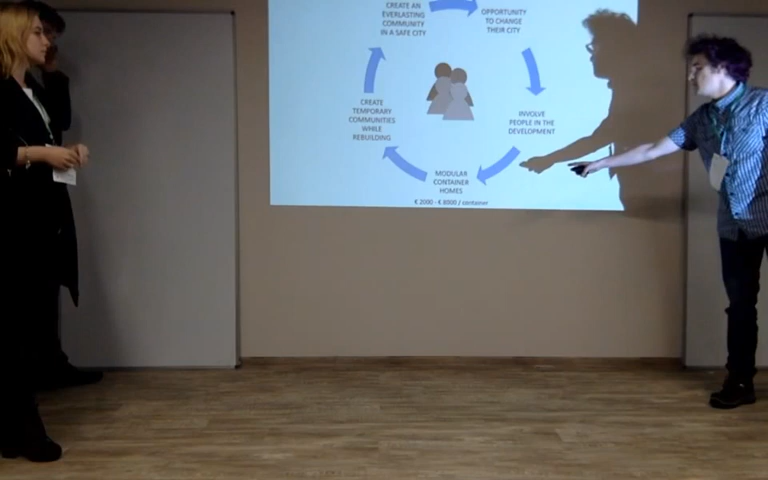 CREATE AN
EVERLASTING
COMMUNITY
IN A SAFE CITY
OPPORTUNITY
TO CHANGE
THEIR CITY
INVOLVE
PEOPLE IN THE
DEVELOPMENT
MODULAR
CONTAINER
HOMES
€ 2000 - € 8000 / container
CREATE
TEMPORARY
COMMUNITIES
WHILE
REBUILDING